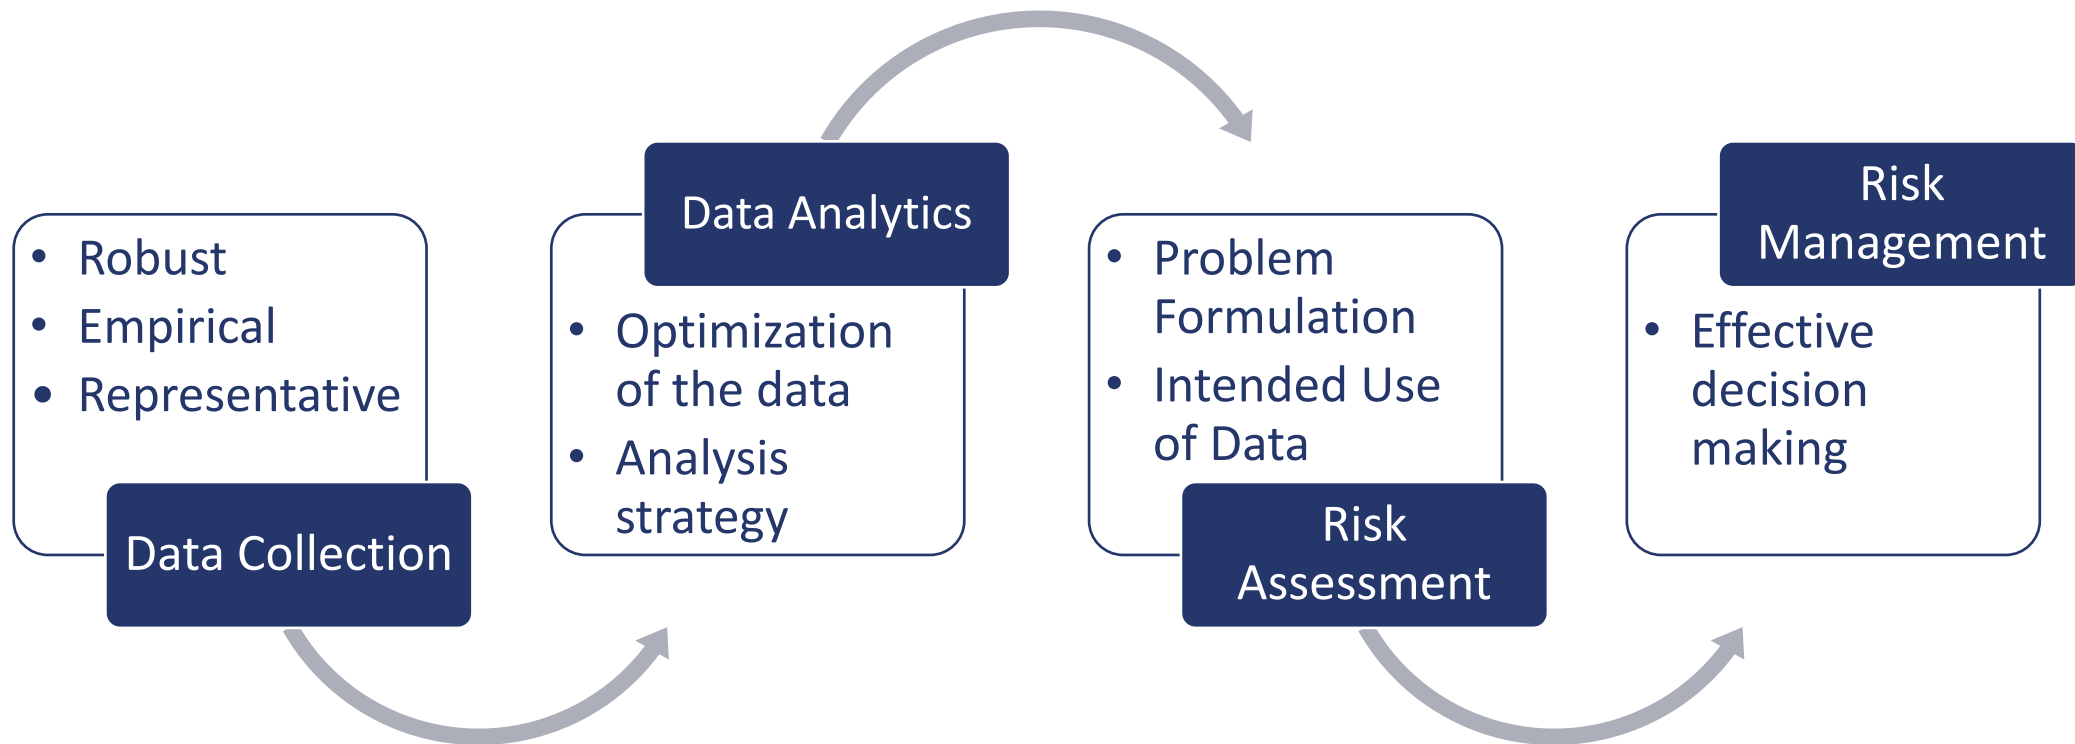 • Robust
• Empirical
• Representative
Data Collection
Data Analytics
• Optimization
of the data
• Analysis
strategy
• Problem
Formulation
• Intended Use
of Data
Risk
Assessment
Risk
Management
• Effective
decision
making